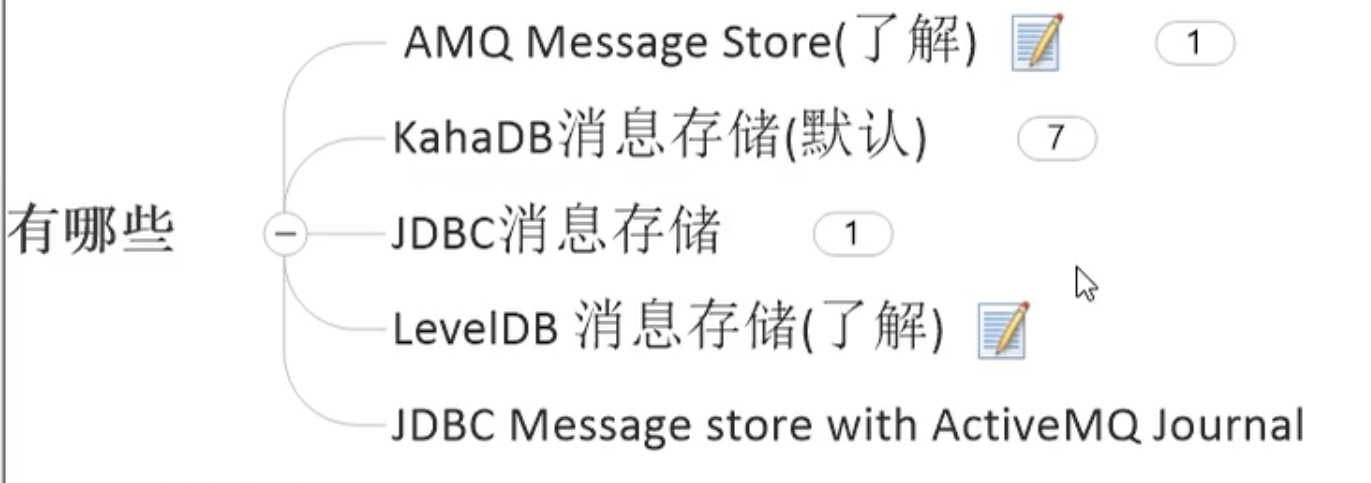 AMQ Message Store(了解) 1
KahaDB消息存储(默认) 7
有哪些
JDBC消息存储 1
LevelDB 消息存储(了解)
JDBC Message store with ActiveMQ Journal